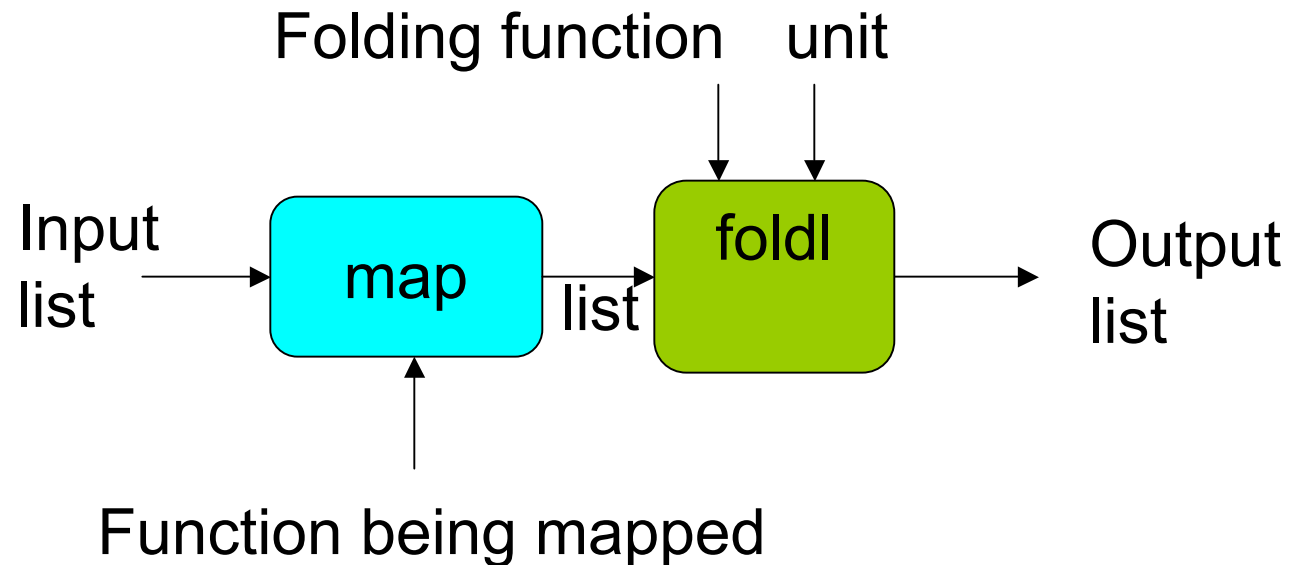 Folding function unit
Input
list
map
list
foldl
Output
list
Function being mapped